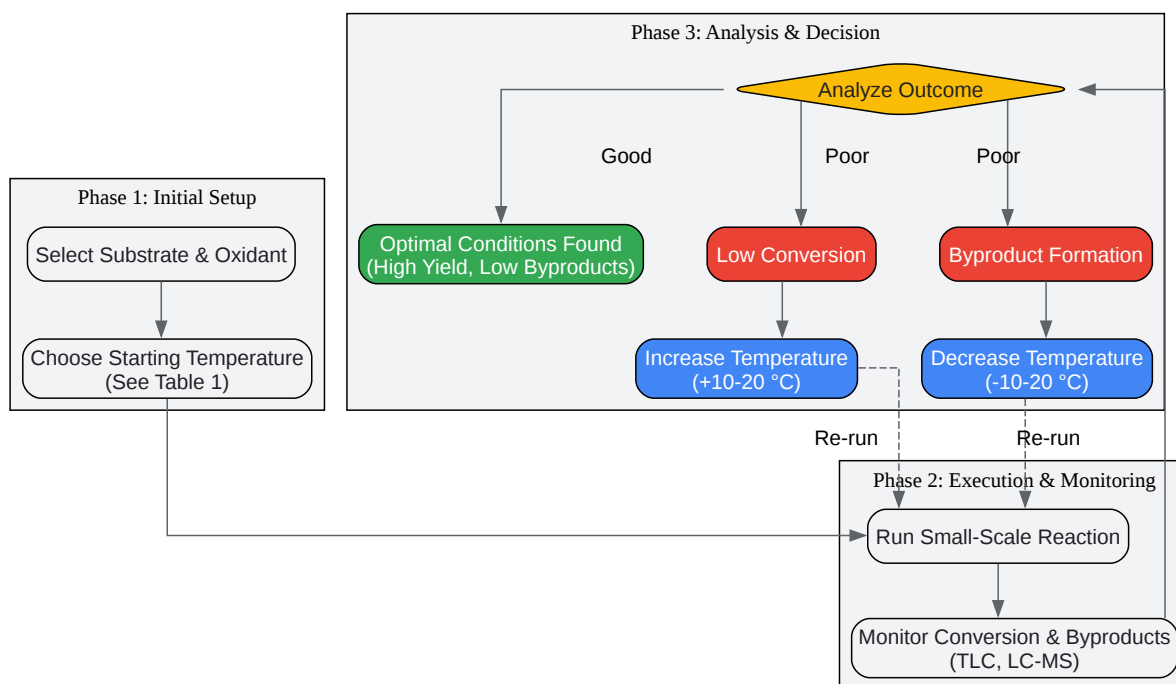 Phase 3: Analysis & Decision
Analyze Outcome
Good
Poor
Poor
Phase 1: Initial Setup
Select Substrate & Oxidant
Choose Starting Temperature
(See Table 1)
Optimal Conditions Found
(High Yield, Low Byproducts)
Low Conversion
Byproduct Formation
Increase Temperature
(+10-20 °C)
Decrease Temperature
(-10-20 °C)
Re-run
Re-run
Phase 2: Execution & Monitoring
Run Small-Scale Reaction
Monitor Conversion & Byproducts
(TLC, LC-MS)